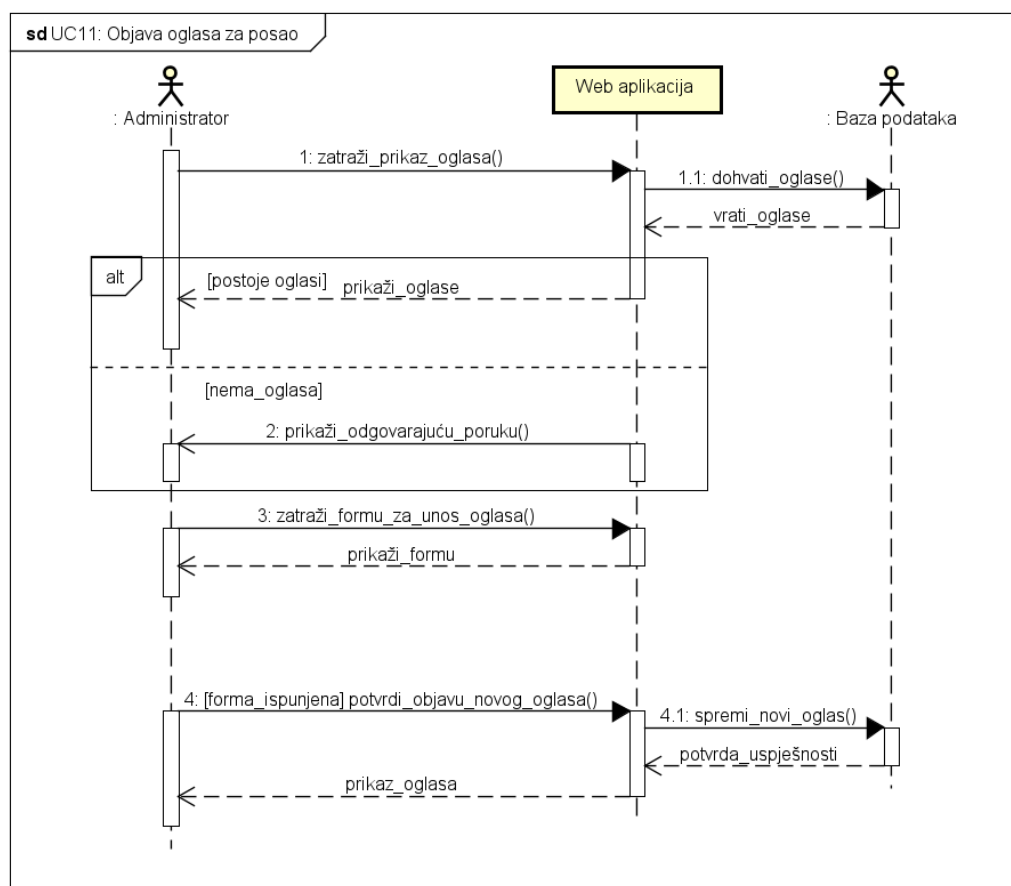 sd UC11: Objava oglasa za posao
: Administrator
Web aplikacija
: Baza podataka
1: zatraži_prikaz_oglasa()
1.1: dohvati_oglase()
vrati_oglase
alt
[postoje oglasi]
prikaži_oglase
[nema_oglasa]
2: prikaži_odgovarajuću_poruku()
3: zatraži_formu_za_unos_oglasa()
prikaži_formu
4: [forma_ispunjena] potvrdi_objavu_novog_oglasa()
4.1: spremi_novi_oglas()
potvrda_uspješnosti
prikaz_oglasa